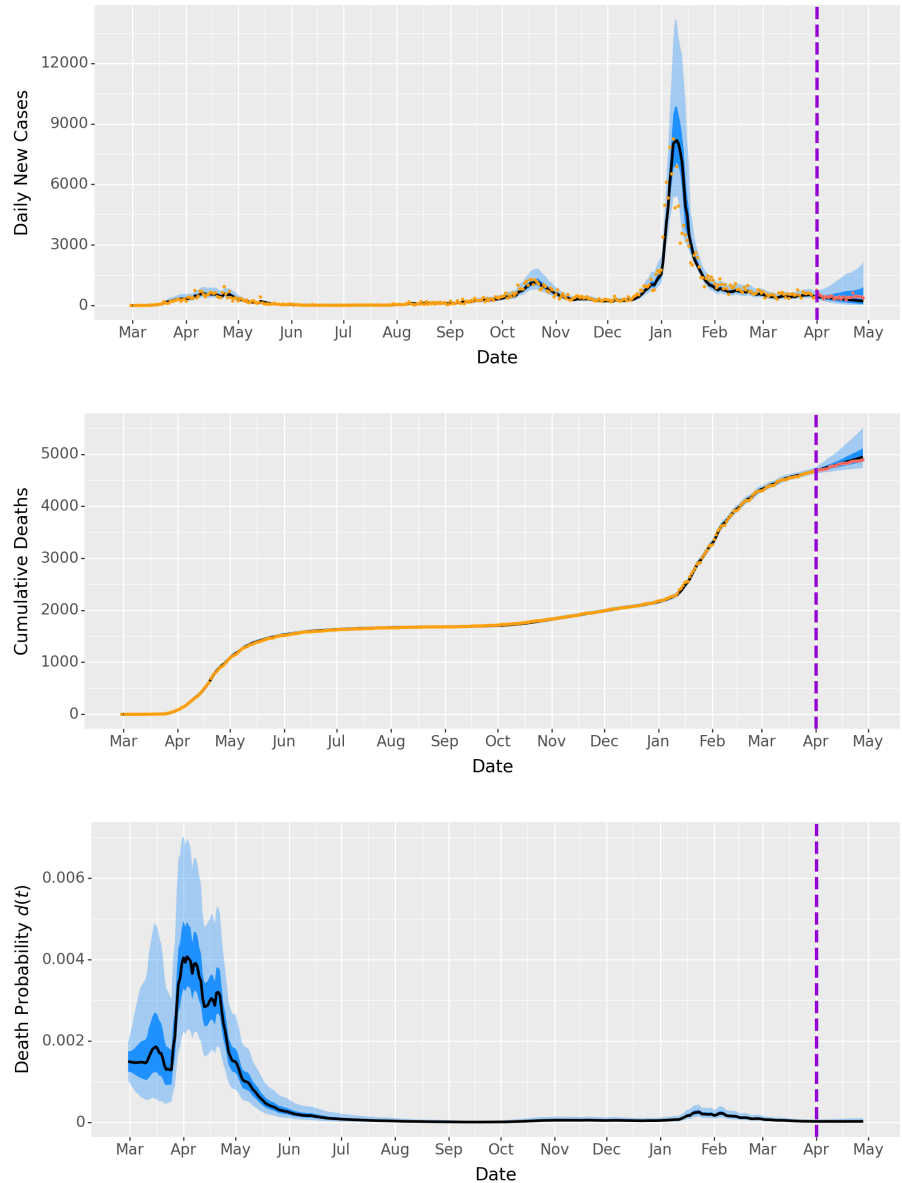 Daily New Cases
12000
9000
6000
3000
0
Mar Apr May Jun Jul Aug Sep Oct Nov Dec Jan Feb Mar Apr May
Date
Cumulative Deaths
5000
4000
3000
2000
1000
0
Mar Apr May Jun Jul Aug Sep Oct Nov Dec Jan Feb Mar Apr May
Date
Death Probability d(t)
0.006
0.004
0.002
0
Mar Apr May Jun Jul Aug Sep Oct Nov Dec Jan Feb Mar Apr May
Date